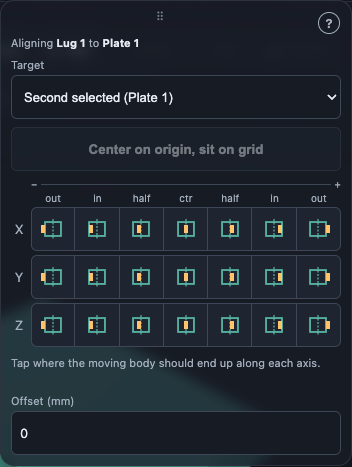 ?
Aligning Lug 1 to Plate 1
Target
Second selected (Plate 1)
Center on origin, sit on grid
− +
out In half ctr half In out
X
Y
Z
Tap where the moving body should end up along each axis.
Offset (mm)
0